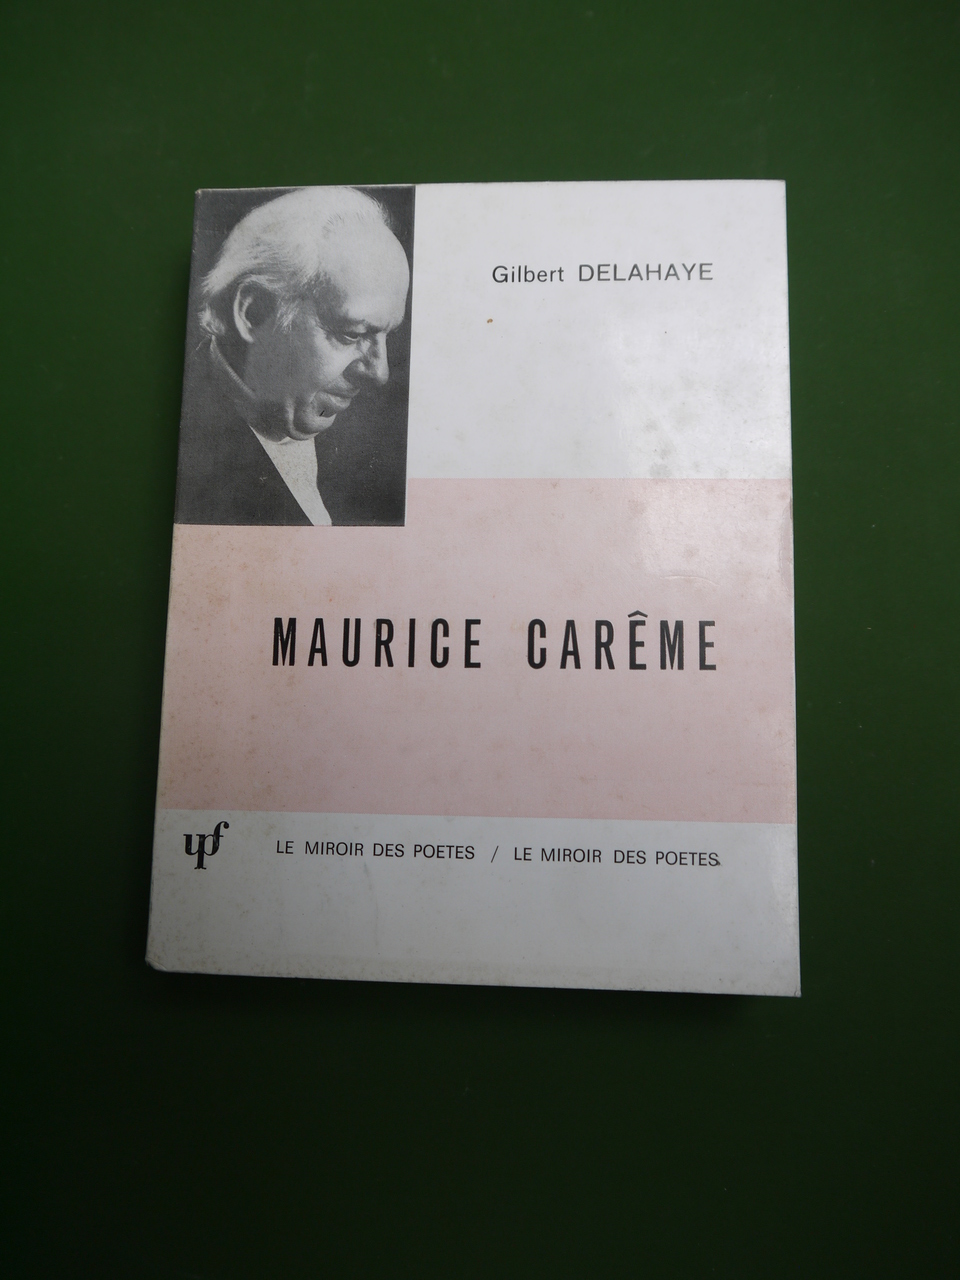 Gilbert DELAHAYE
MAURICE CARÊME
upf
LE MIROIR DES POETES / LE MIROIR DES POETES